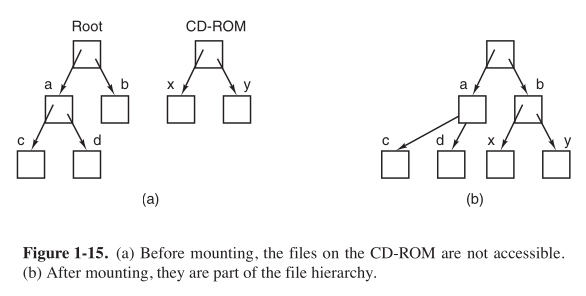 Root CD-ROM
a b x y
c d
(a)
a b
c d x y
(b)
Figure 1-15. (a) Before mounting, the files on the CD-ROM are not accessible.
(b) After mounting, they are part of the file hierarchy.